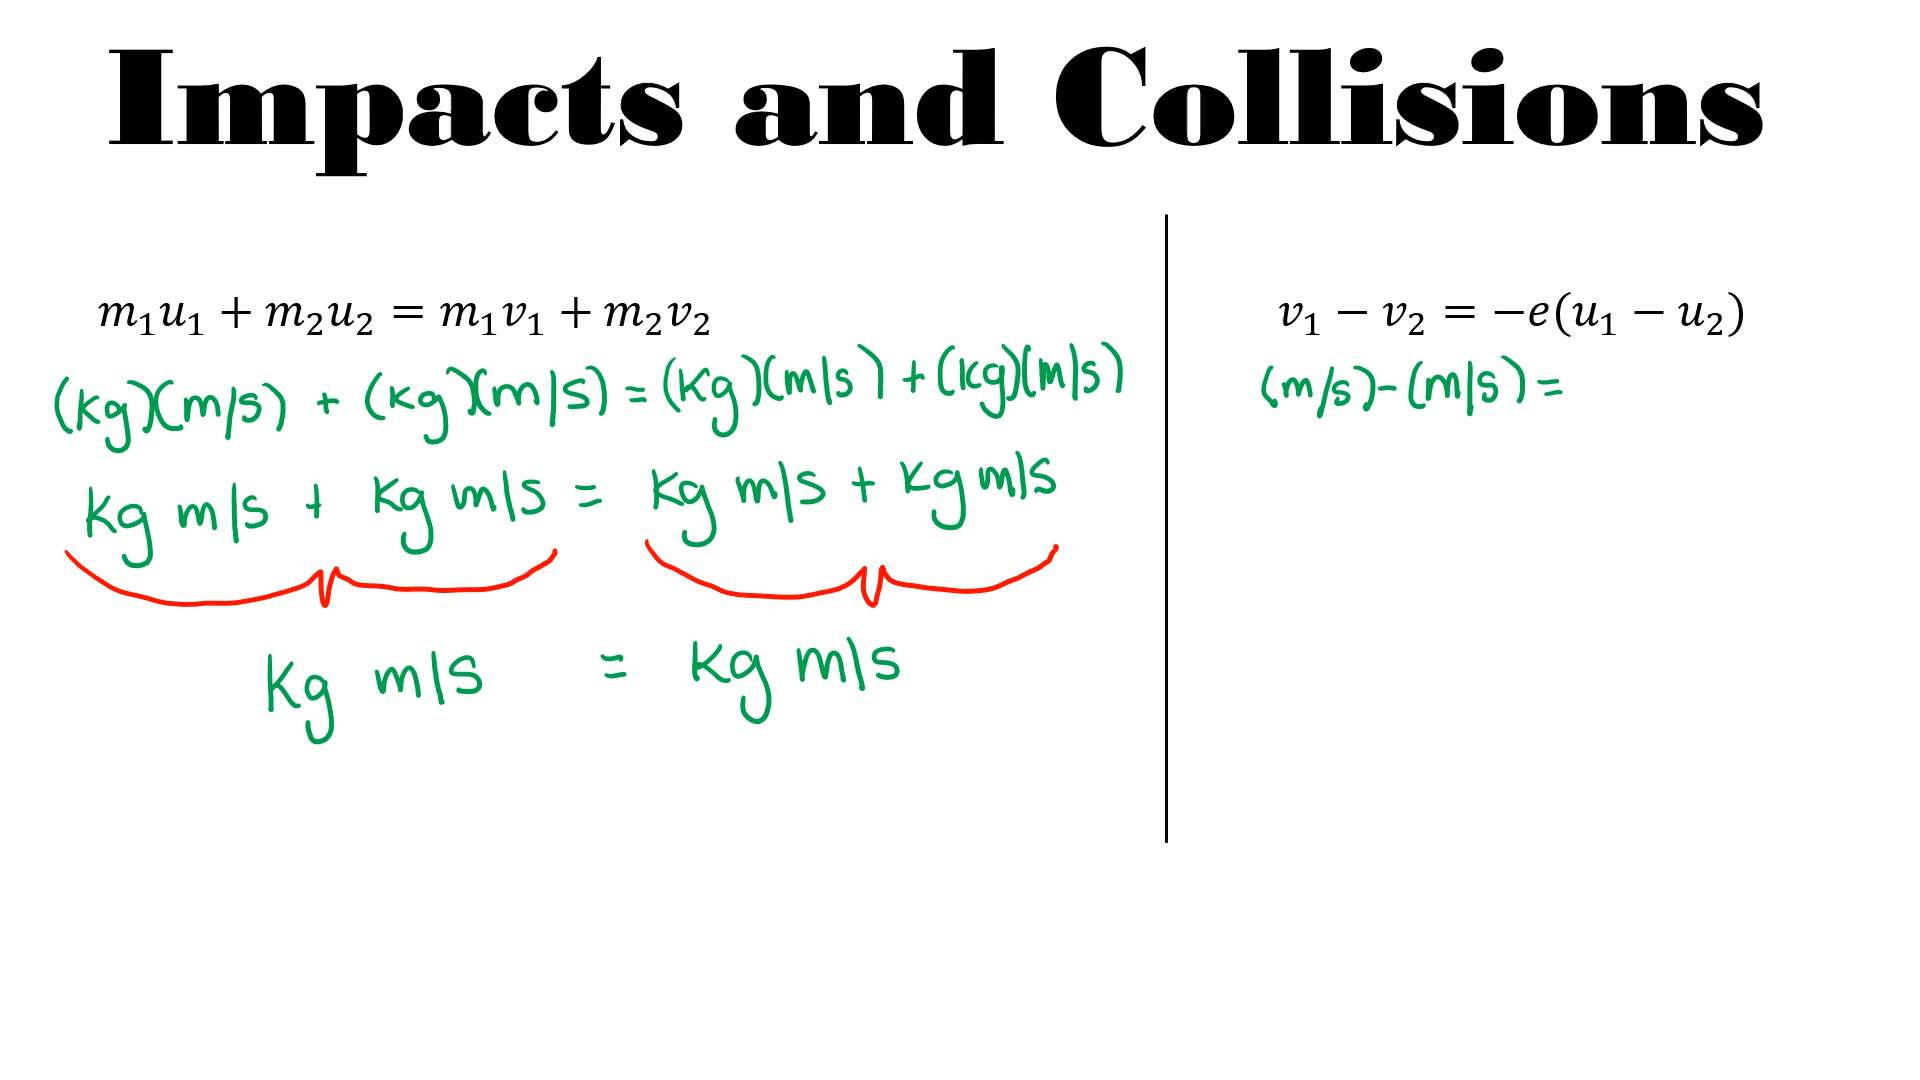 Impacts and Collisions
m₁u₁ + m₂u₂ = m₁v₁ + m₂v₂
(kg)(m/s) + (kg)(m/s) = (kg)(m/s) + (kg)(m/s)
kg m/s + kg m/s = kg m/s + kg m/s
kg m/s = kg m/s
v₁ − v₂ = −e(u₁ − u₂)
(m/s) - (m/s) =